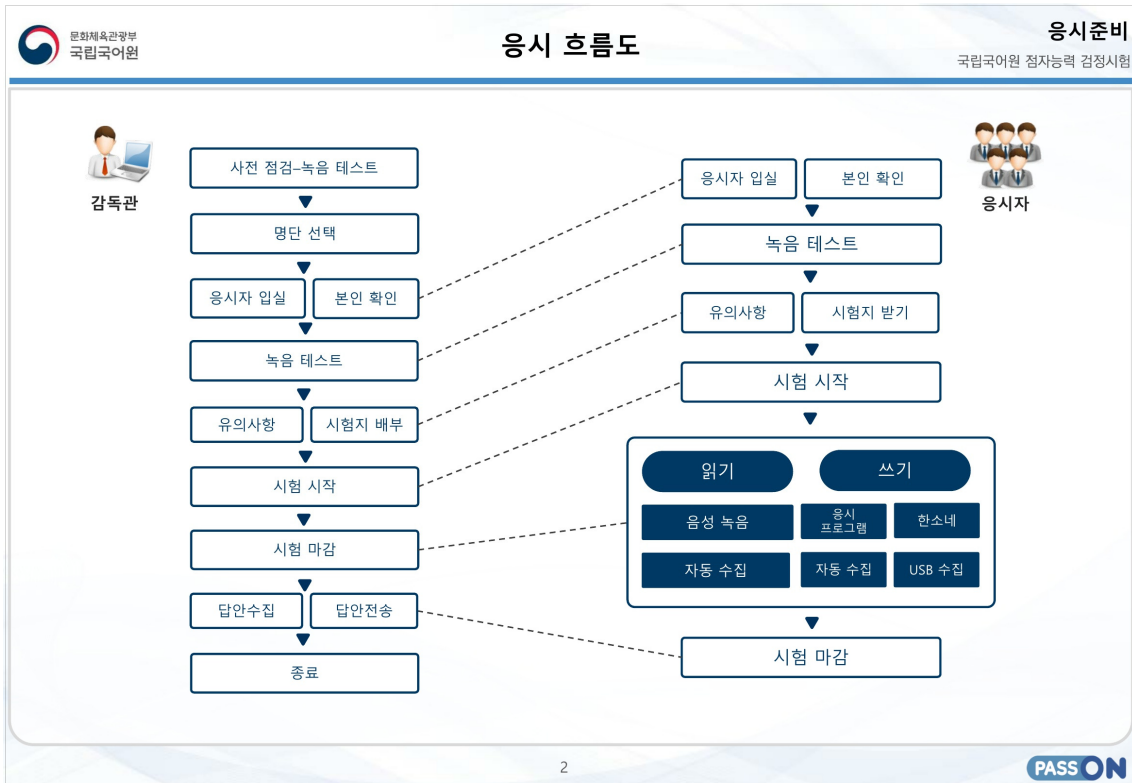 문화체육관광부
국립국어원
응시 흐름도
응시준비
국립국어원 점자능력 검정시험
감독관
사전 점검–녹음 테스트
명단 선택
응시자 입실
본인 확인
녹음 테스트
유의사항
시험지 배부
시험 시작
시험 마감
답안수집
답안전송
종료
응시자
응시자 입실
본인 확인
녹음 테스트
유의사항
시험지 받기
시험 시작
읽기
쓰기
음성 녹음
응시
프로그램
한소네
자동 수집
자동 수집
USB 수집
시험 마감
2
PASSON